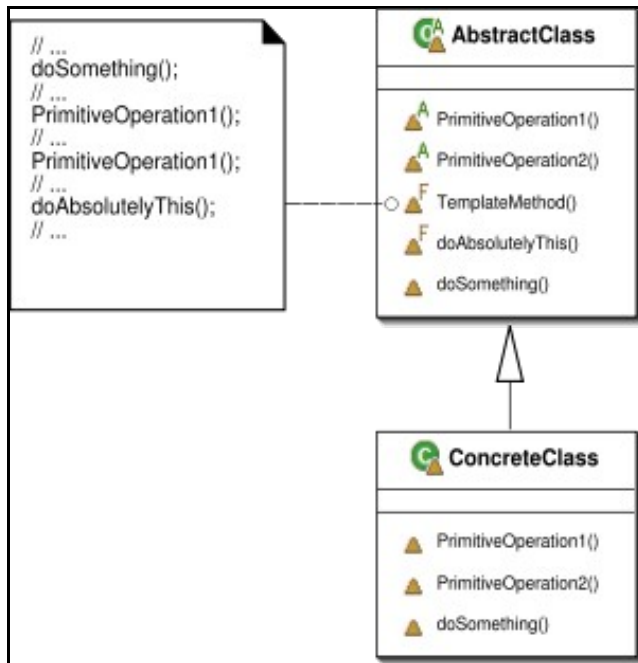 // ...
doSomething();
// ...
PrimitiveOperation1();
// ...
PrimitiveOperation1();
// ...
doAbsolutelyThis();
// ...
C A AbstractClass
A PrimitiveOperation1()
A PrimitiveOperation2()
F TemplateMethod()
F doAbsolutelyThis()
doSomething()
C ConcreteClass
PrimitiveOperation1()
PrimitiveOperation2()
doSomething()